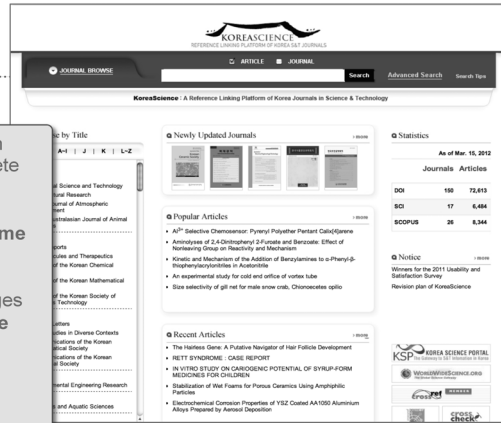 KOREASCIENCE
REFERENCE LINKING PLATFORM OF KOREA S&T JOURNALS
ARTICLE JOURNAL
JOURNAL BROWSE
Search
Advanced Search
Search Tips
KoreaScience : A Reference Linking Platform of Korea Journals in Science & Technology
ete
me
ges
e
se by Title
A-I | J | K | L-Z
al Science and Technology
tural Research
urnal of Atmospheric
ment
ustralasian Journal of Animal
ports
cules and Therapeutics
of the Korean Chemical
of the Korean Mathematical
of the Korean Society of
s Technology
Letters
dies in Diverse Contexts
ications of the Korean
atical Society
ications of the Korean
al Society
mental Engineering Research
s and Aquatic Sciences
Newly Updated Journals
Popular Articles
Al3+ Selective Chemosensor: Pyrenyl Polyether Pentant Calix[4]arene
Aminolyses of 2,4-Dinitrophenyl 2-Furoate and Benzoate: Effect of
Nonleaving Group on Reactivity and Mechanism
Kinetic and Mechanism of the Addition of Benzylamines to α-Phenyl-β-
thiophenylacrylonitriles in Acetonitrile
An experimental study for cold end office of vortex tube
Size selectivity of gill net for male snow crab, Chionoecetes opilio
Recent Articles
The Hairless Gene: A Putative Navigator of Hair Follicle Development
RETT SYNDROME : CASE REPORT
IN VITRO STUDY ON CARIOGENIC POTENTIAL OF SYRUP-FORM
MEDICINES FOR CHILDREN
Stabilization of Wet Foams for Porous Ceramics Using Amphiphilic
Particles
Electrochemical Corrosion Properties of YSZ Coated AA1050 Aluminium
Alloys Prepared by Aerosol Deposition
Statistics
As of Mar. 15, 2012
Journals Articles
DOI 150 72,613
SCI 17 6,484
SCOPUS 26 8,344
Notice
Winners for the 2011 Usability and
Satisfaction Survey
Revision plan of KoreaScience
KSP KOREA SCIENCE PORTAL
WORLDWIDESCIENCE.ORG
crossref
MEMBER
cross
check